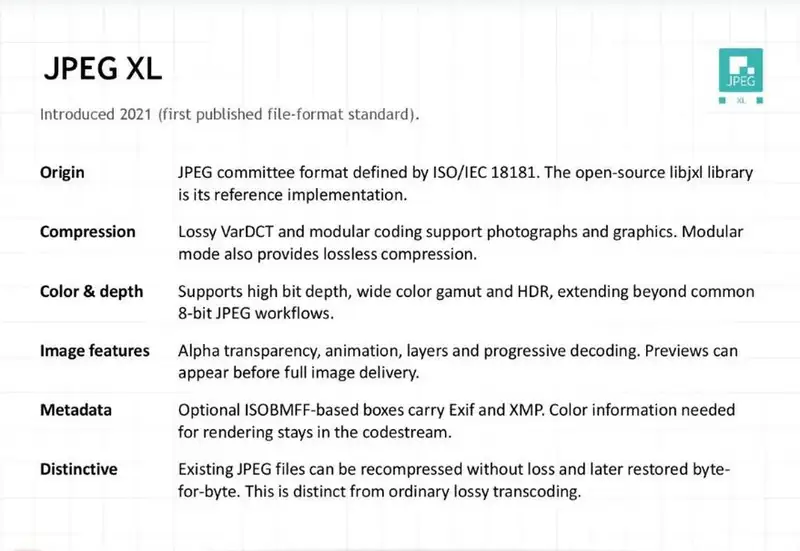 JPEG XL
JPEG
XL
Introduced 2021 (first published file-format standard).
Origin
JPEG committee format defined by ISO/IEC 18181. The open-source libjxl library
is its reference implementation.
Compression
Lossy VarDCT and modular coding support photographs and graphics. Modular
mode also provides lossless compression.
Color & depth
Supports high bit depth, wide color gamut and HDR, extending beyond common
8-bit JPEG workflows.
Image features
Alpha transparency, animation, layers and progressive decoding. Previews can
appear before full image delivery.
Metadata
Optional ISOBMFF-based boxes carry Exif and XMP. Color information needed
for rendering stays in the codestream.
Distinctive
Existing JPEG files can be recompressed without loss and later restored byte-
for-byte. This is distinct from ordinary lossy transcoding.